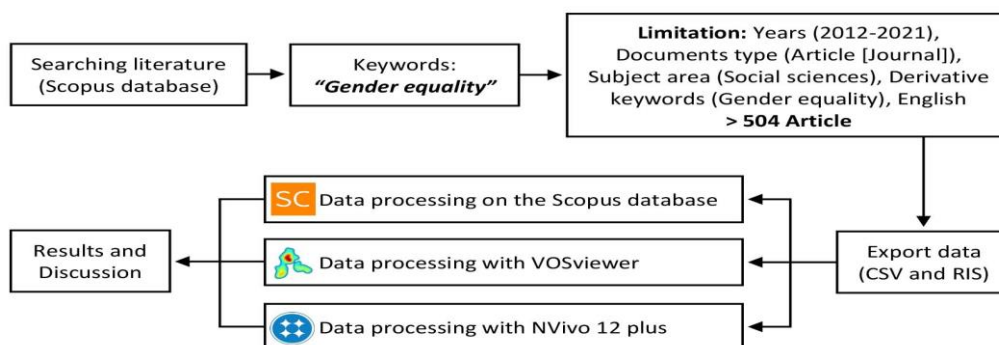 Searching literature
(Scopus database)
Keywords:
"Gender equality"
Limitation: Years (2012-2021),
Documents type (Article [Journal]),
Subject area (Social sciences), Derivative
keywords (Gender equality), English
> 504 Article
Export data
(CSV and RIS)
SC Data processing on the Scopus database
Data processing with VOSviewer
Data processing with NVivo 12 plus
Results and
Discussion